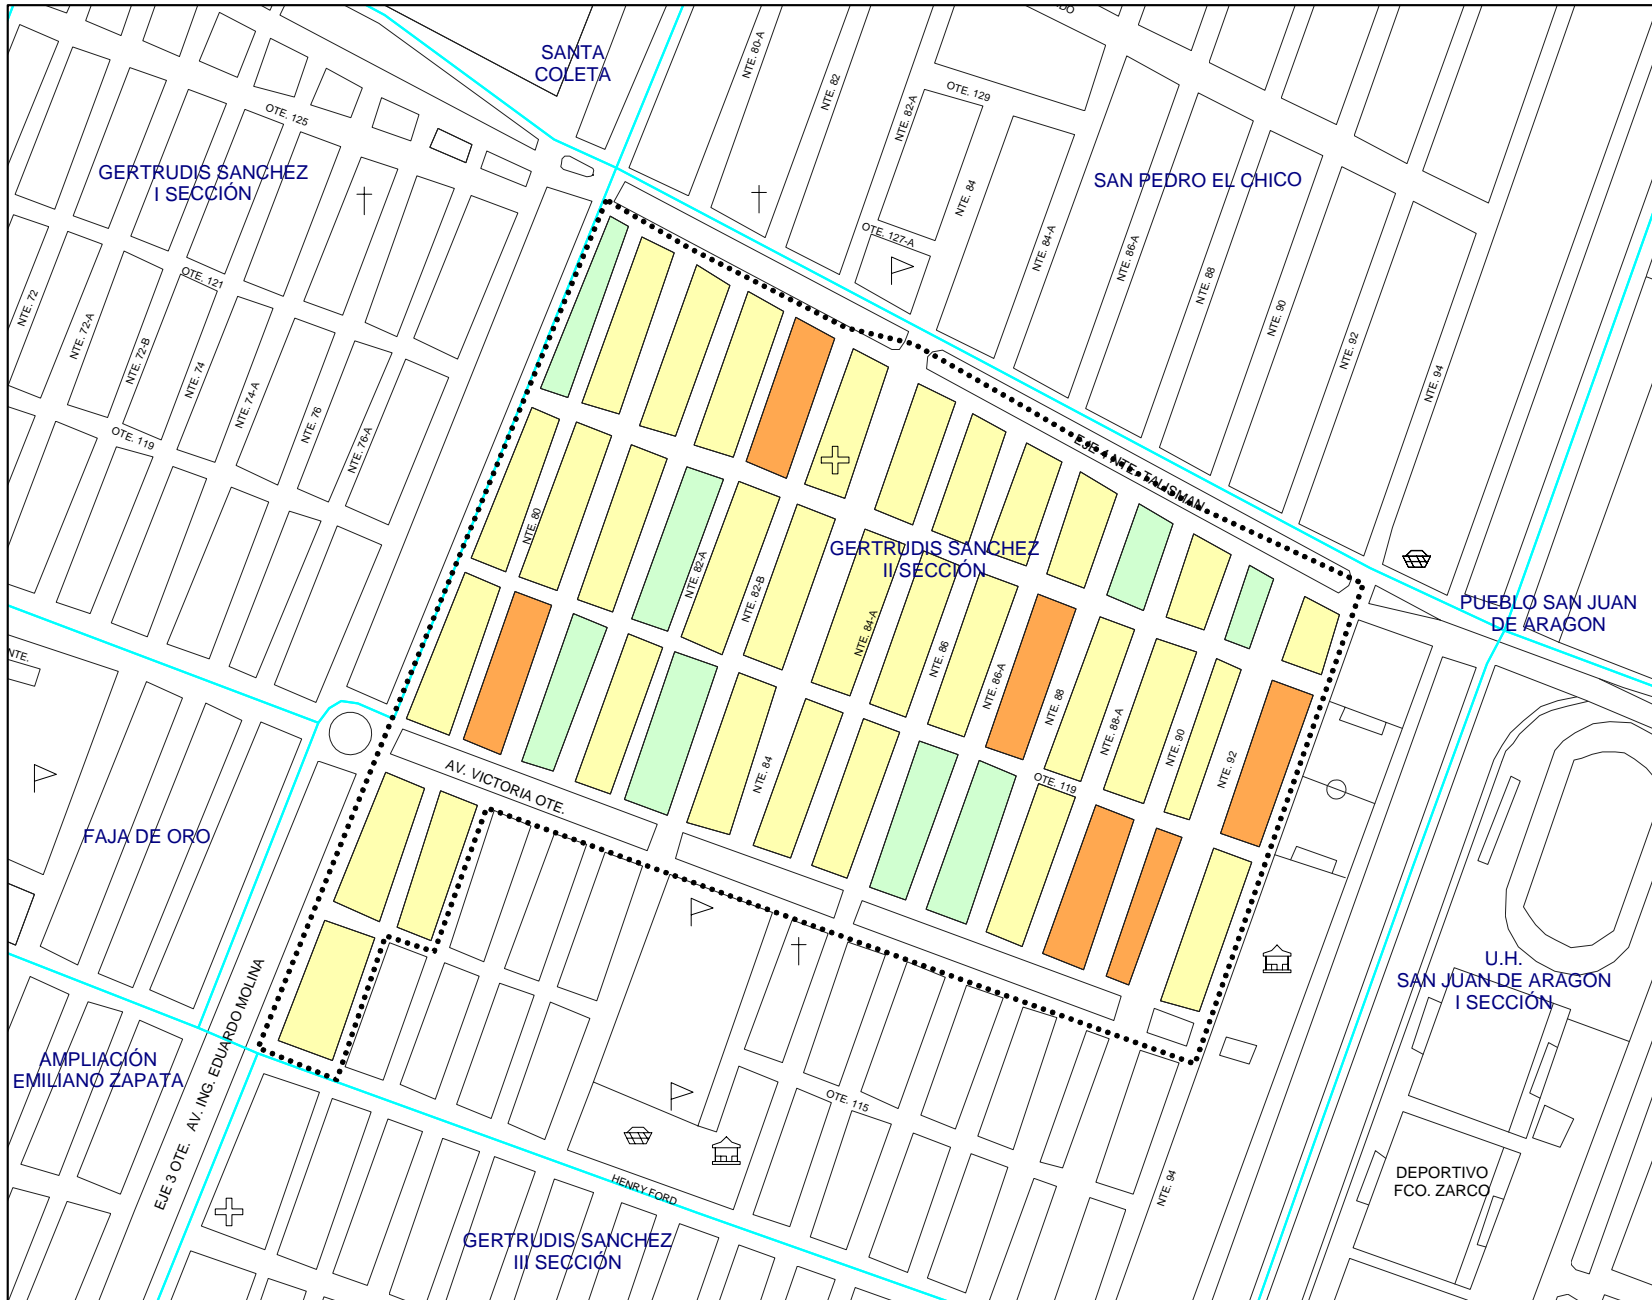 SANTA
COLETA
NTE. 80-A
NTE. 82
NTE. 82-A
OTE. 129
OTE. 125
GERTRUDIS SANCHEZ
I SECCIÓN
SAN PEDRO EL CHICO
NTE. 84
OTE. 127-A
NTE. 84-A
NTE. 86-A
NTE. 88
NTE. 90
NTE. 92
NTE. 94
OTE. 121
NTE. 72
NTE. 72-A
NTE. 72-B
NTE. 74
NTE. 74-A
NTE. 76
NTE. 76-A
OTE. 119
EJE 4 NTE. TALISMAN
NTE. 80
GERTRUDIS SANCHEZ
II SECCIÓN
NTE. 82-A
NTE. 82-B
NTE. 84-A
NTE. 86
NTE. 86-A
NTE. 88
NTE. 88-A
NTE. 90
NTE. 92
PUEBLO SAN JUAN
DE ARAGON
NTE.
AV. VICTORIA OTE.
NTE. 84
OTE. 119
FAJA DE ORO
U.H.
SAN JUAN DE ARAGON
I SECCIÓN
AMPLIACIÓN
EMILIANO ZAPATA
EJE 3 OTE. AV. ING. EDUARDO MOLINA
OTE. 115
HENRY FORD
NTE. 94
DEPORTIVO
FCO. ZARCO
GERTRUDIS SANCHEZ
III SECCIÓN